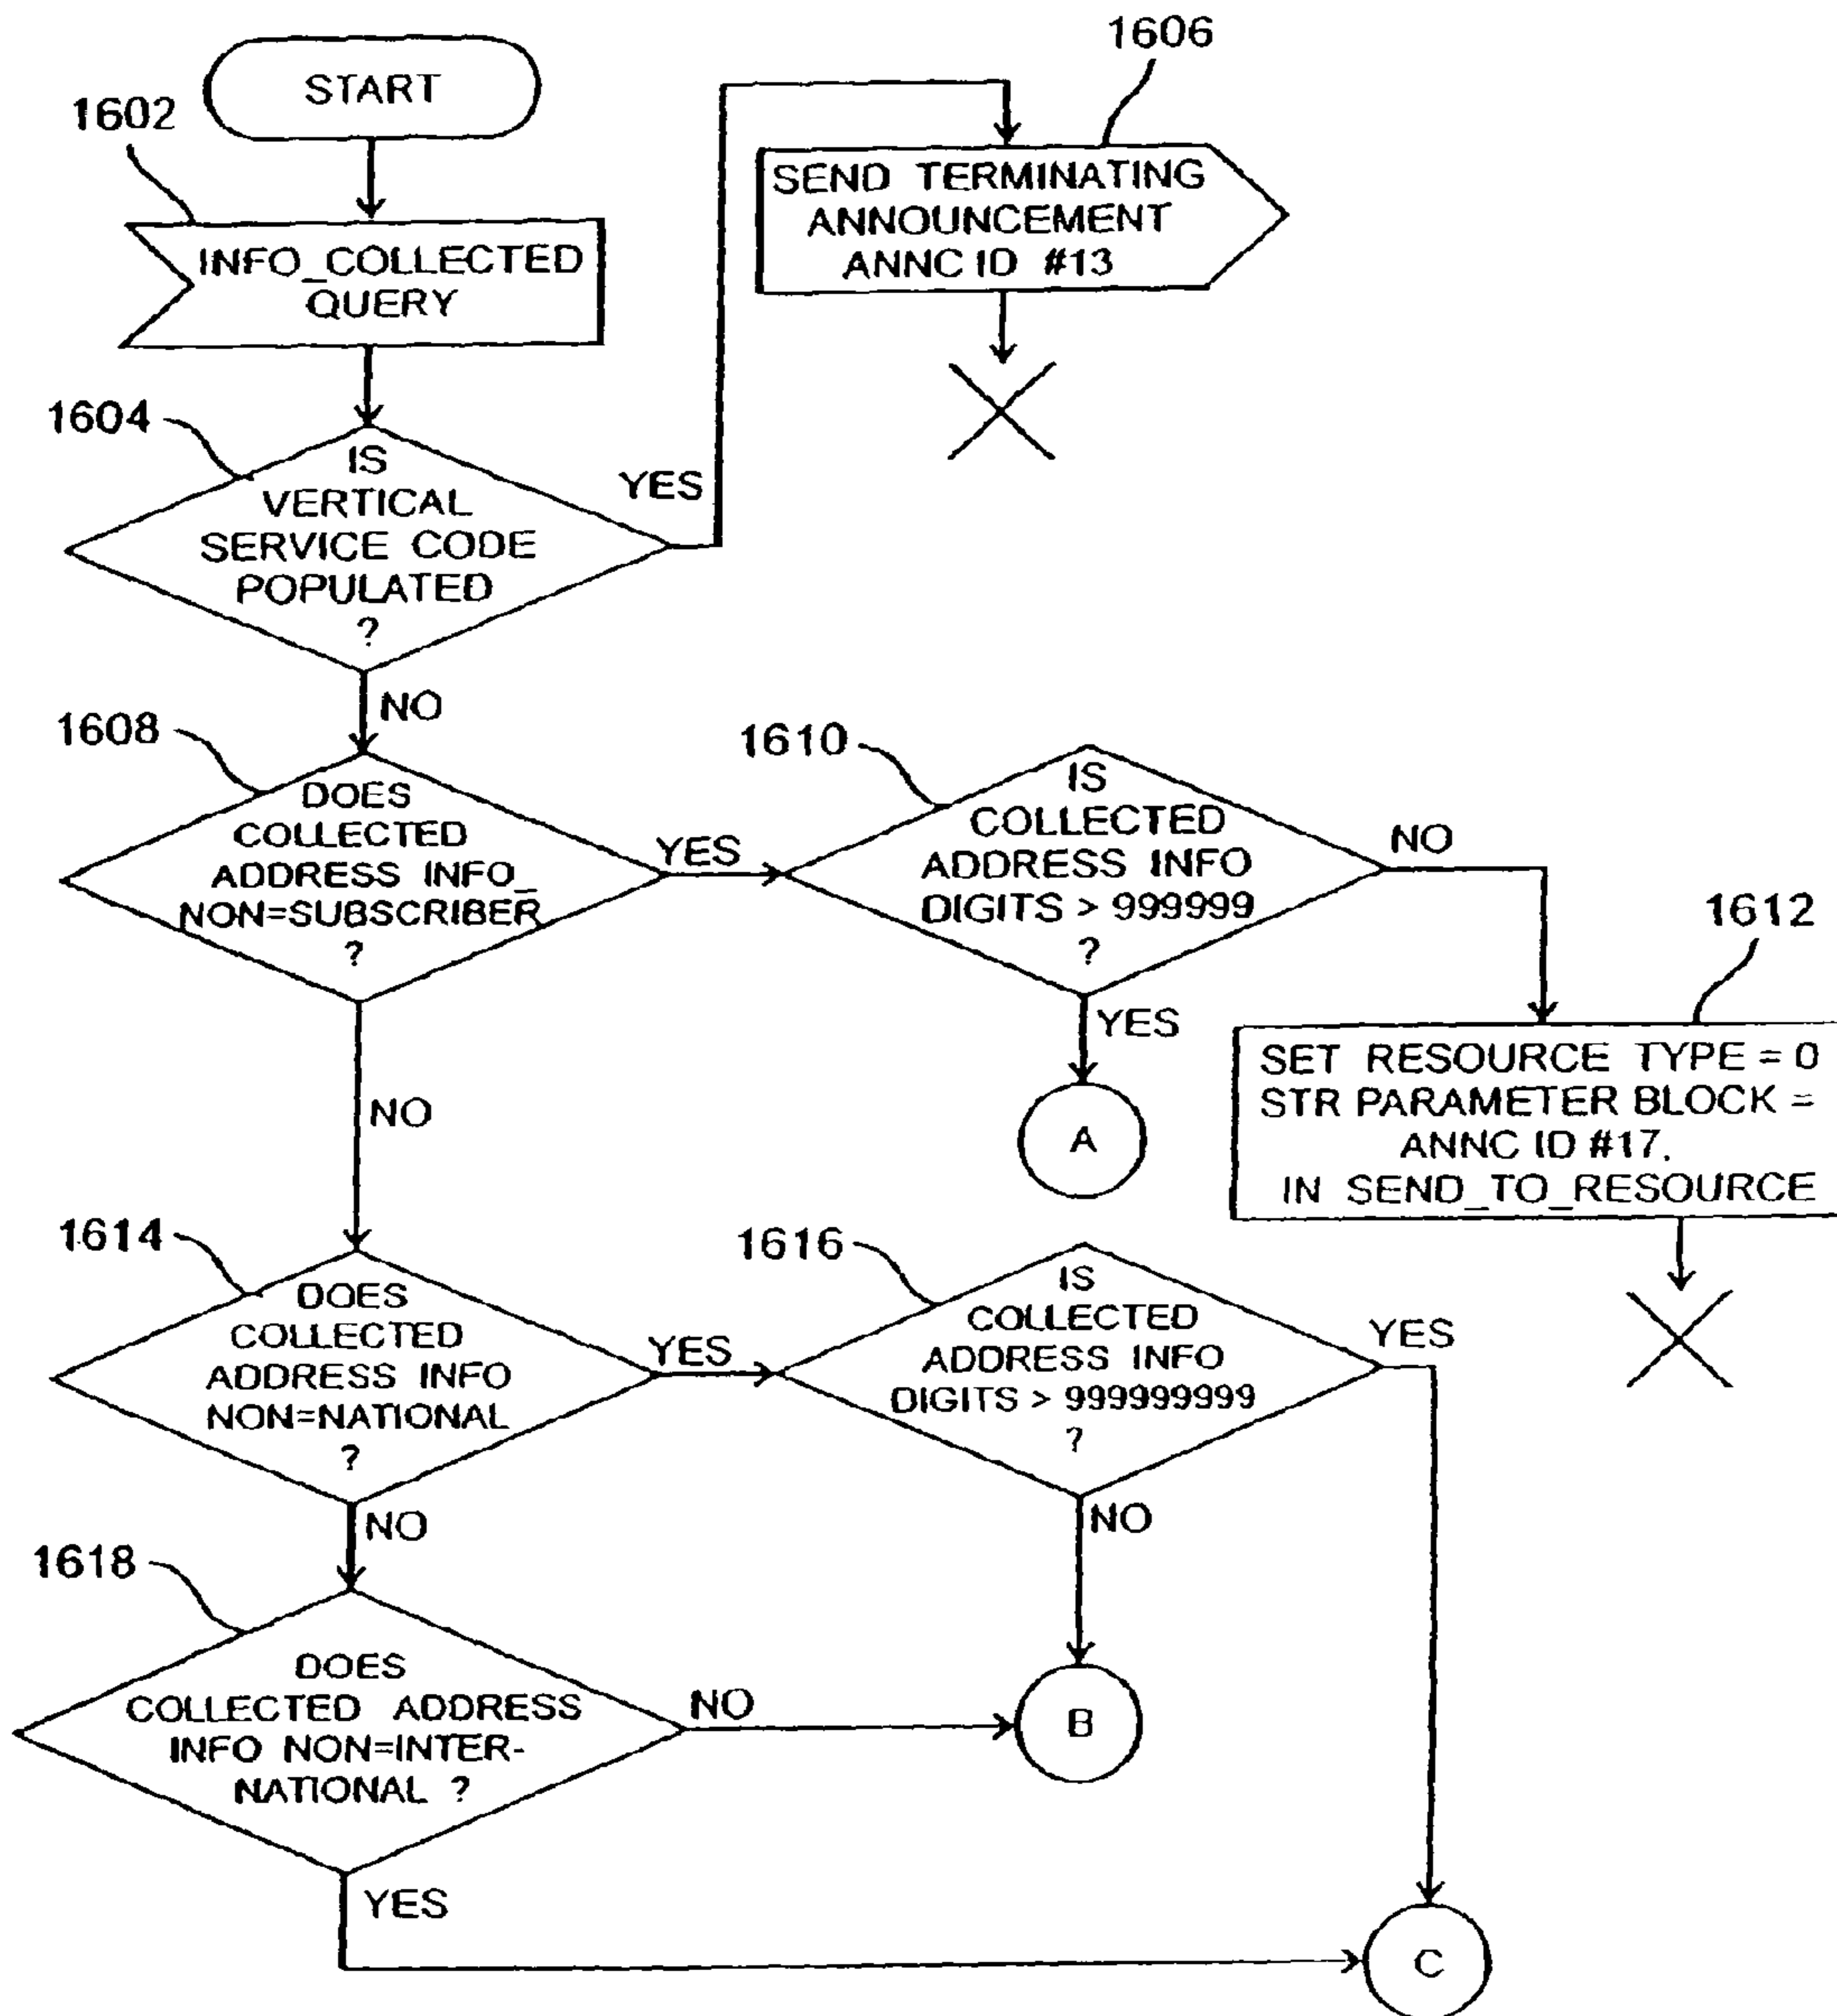 START
1602
INFO_COLLECTED
QUERY
1606
SEND TERMINATING
ANNOUNCEMENT
ANNC ID #13
1604
IS
VERTICAL
SERVICE CODE
POPULATED
?
YES
NO
1608
DOES
COLLECTED
ADDRESS INFO_
NON=SUBSCRIBER
?
YES
NO
1610
IS
COLLECTED
ADDRESS INFO
DIGITS > 999999
?
NO
YES
A
1612
SET RESOURCE TYPE = 0
STR PARAMETER BLOCK =
ANNC ID #17.
IN SEND_TO_RESOURCE
1614
DOES
COLLECTED
ADDRESS INFO
NON=NATIONAL
?
YES
NO
1616
IS
COLLECTED
ADDRESS INFO
DIGITS > 999999999
?
YES
NO
1618
DOES
COLLECTED ADDRESS
INFO NON=INTER-
NATIONAL ?
NO
B
YES
C